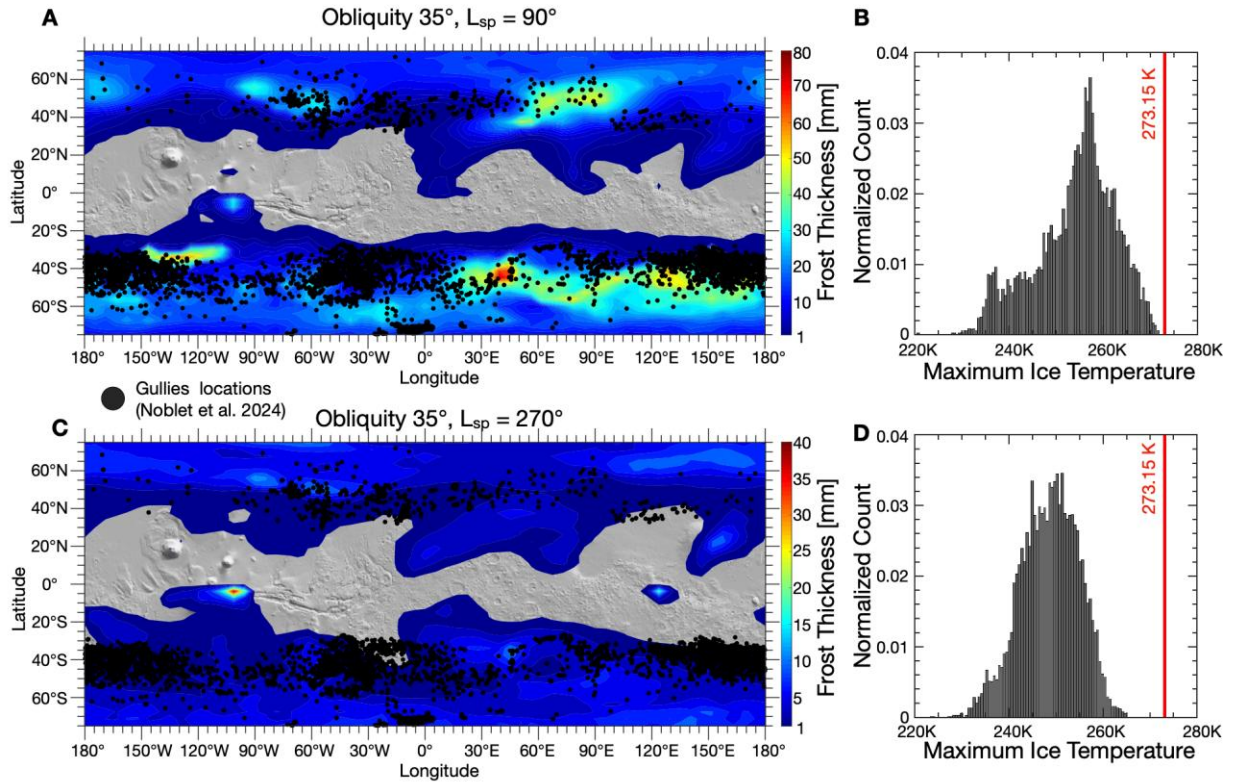 A
Obliquity 35°, Lsp = 90°
Latitude
60°N
40°N
20°N
0°
20°S
40°S
60°S
180° 150°W 120°W 90°W 60°W 30°W 0° 30°E 60°E 90°E 120°E 150°E 180°
Longitude
80
70
60
50
40
30
20
10
1
Frost Thickness [mm]
B
Normalized Count
0.04
0.03
0.02
0.01
0
273.15 K
220K 240K 260K 280K
Maximum Ice Temperature
Gullies locations
(Noblet et al. 2024)
C
Obliquity 35°, Lsp = 270°
Latitude
60°N
40°N
20°N
0°
20°S
40°S
60°S
180° 150°W 120°W 90°W 60°W 30°W 0° 30°E 60°E 90°E 120°E 150°E 180°
Longitude
40
35
30
25
20
15
10
5
1
Frost Thickness [mm]
D
Normalized Count
0.04
0.03
0.02
0.01
0
273.15 K
220K 240K 260K 280K
Maximum Ice Temperature